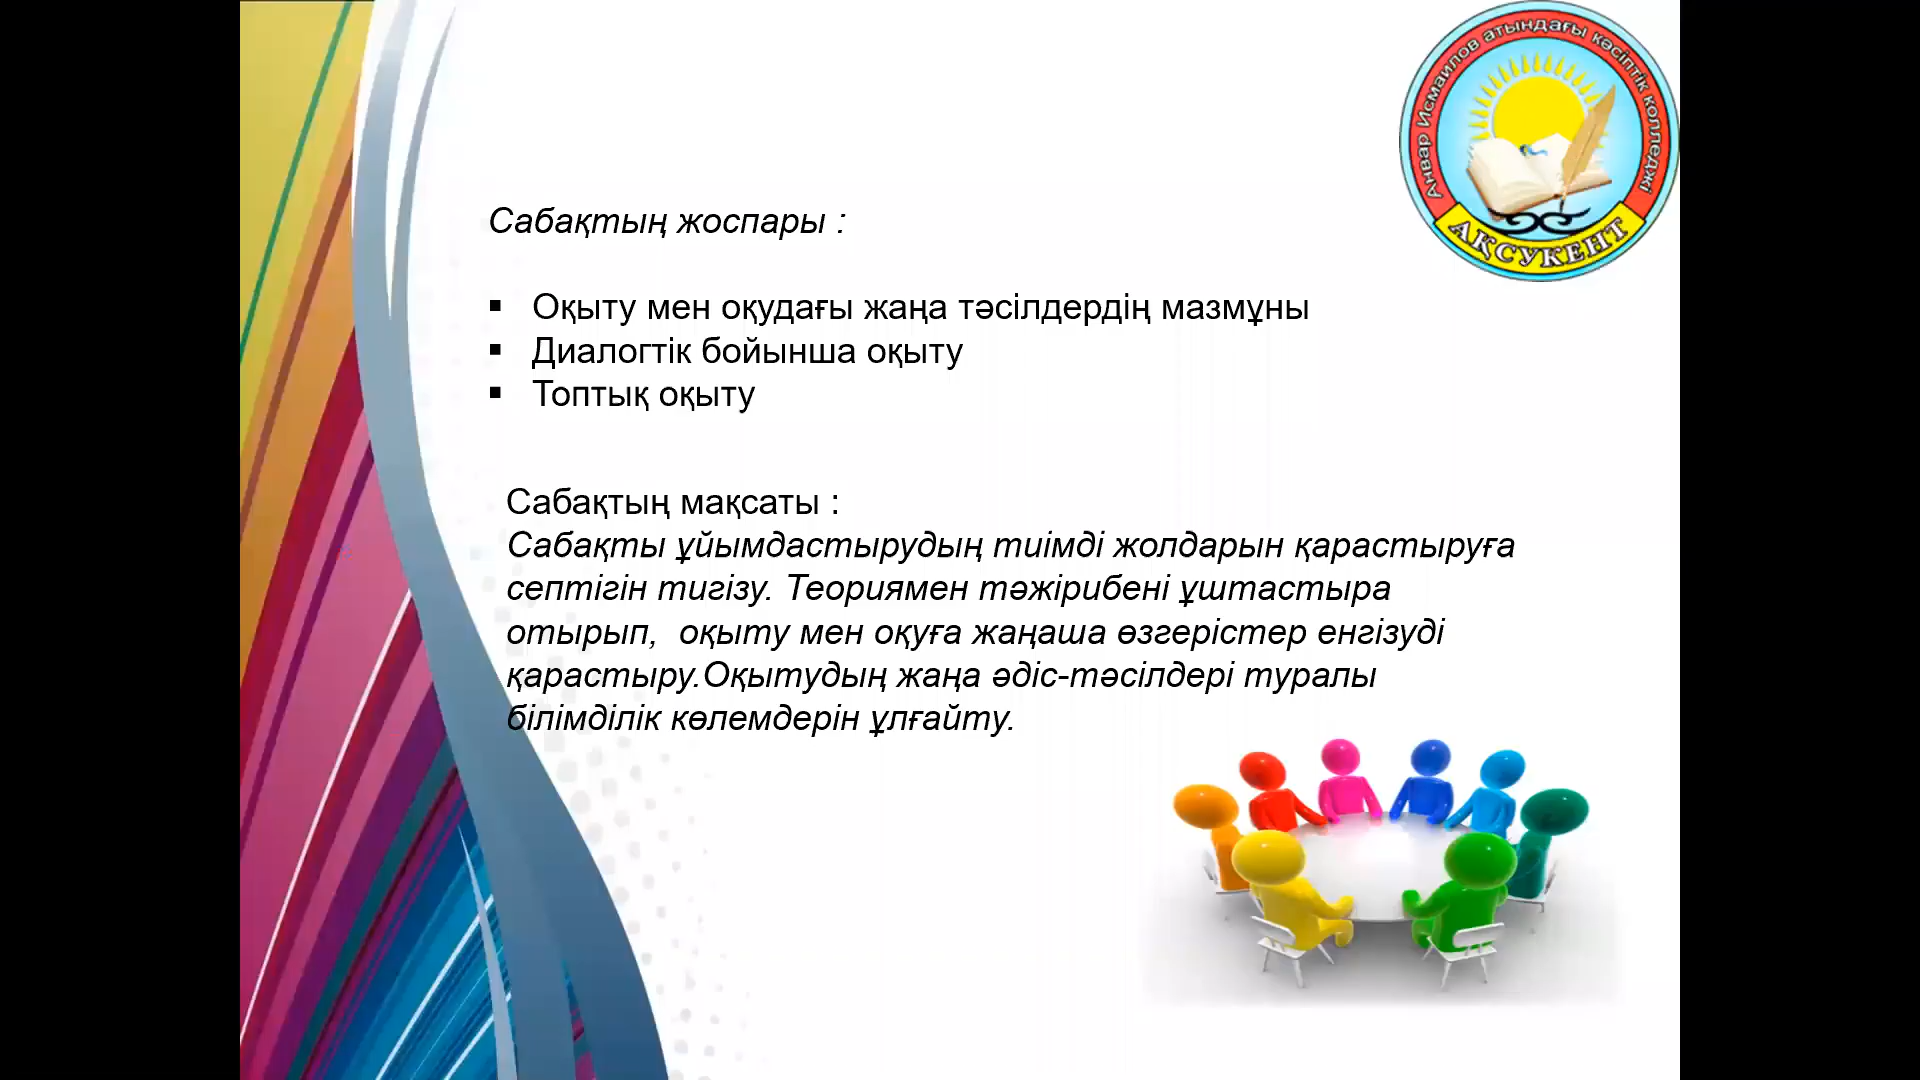 Анвар Исмаилов атындағы кәсіптік колледжі
АҚСУКЕНТ
Сабақтың жоспары :
▪ Оқыту мен оқудағы жаңа тәсілдердің мазмұны
▪ Диалогтік бойынша оқыту
▪ Топтық оқыту
Сабақтың мақсаты :
Сабақты ұйымдастырудың тиімді жолдарын қарастыруға
септігін тигізу. Теориямен тәжірибені ұштастыра
отырып,  оқыту мен оқуға жаңаша өзгерістер енгізуді
қарастыру.Оқытудың жаңа әдіс-тәсілдері туралы
білімділік көлемдерін ұлғайту.